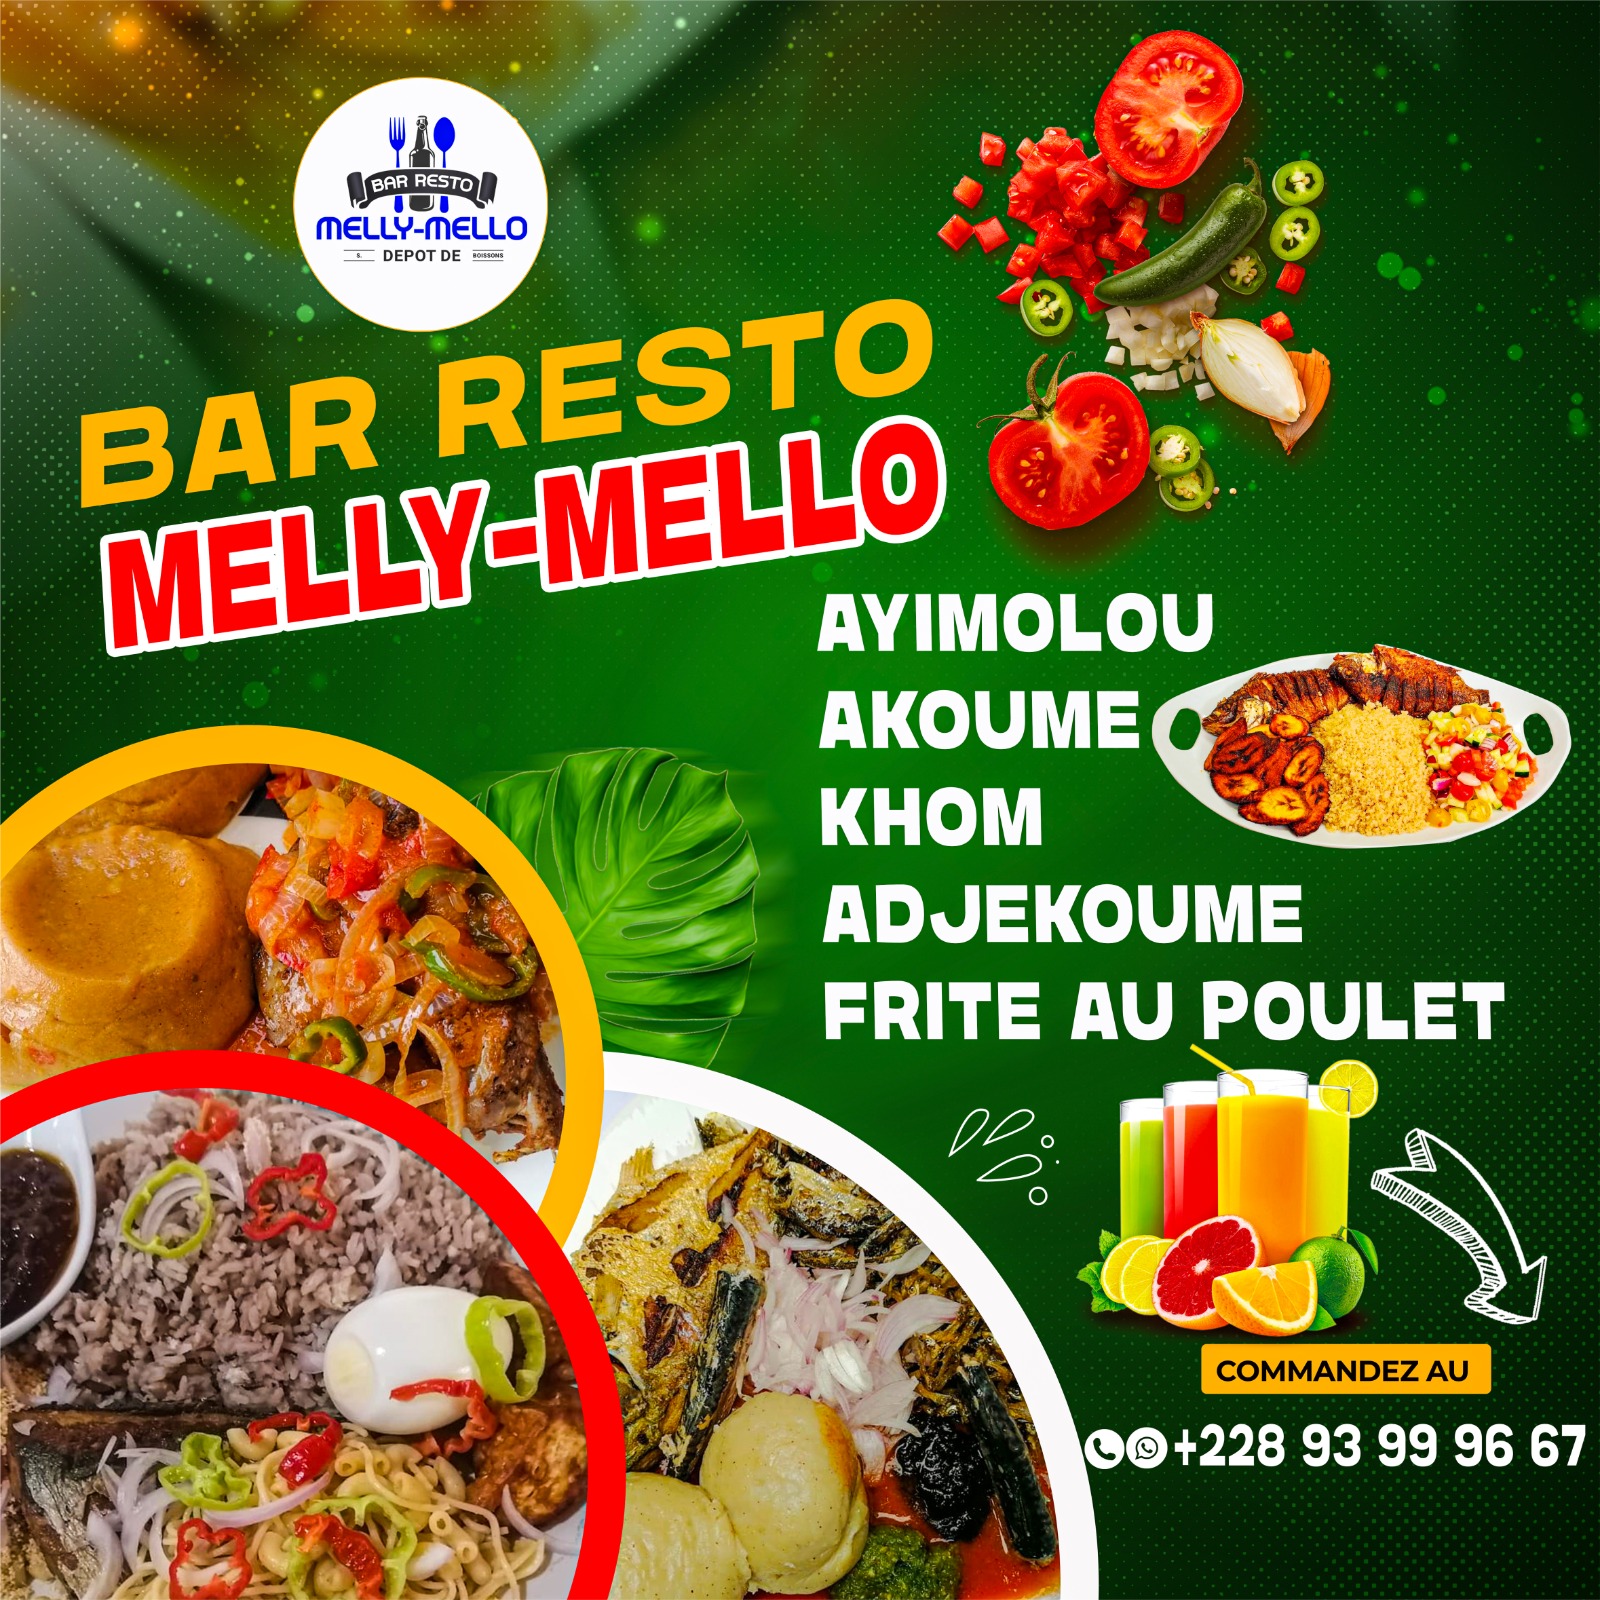 BAR RESTO
MELLY-MELLO
S. DEPOT DE BOISSONS
BAR RESTO
MELLY-MELLO
AYIMOLOU
AKOUME
KHOM
ADJEKOUME
FRITE AU POULET
COMMANDEZ AU
+228 93 99 96 67